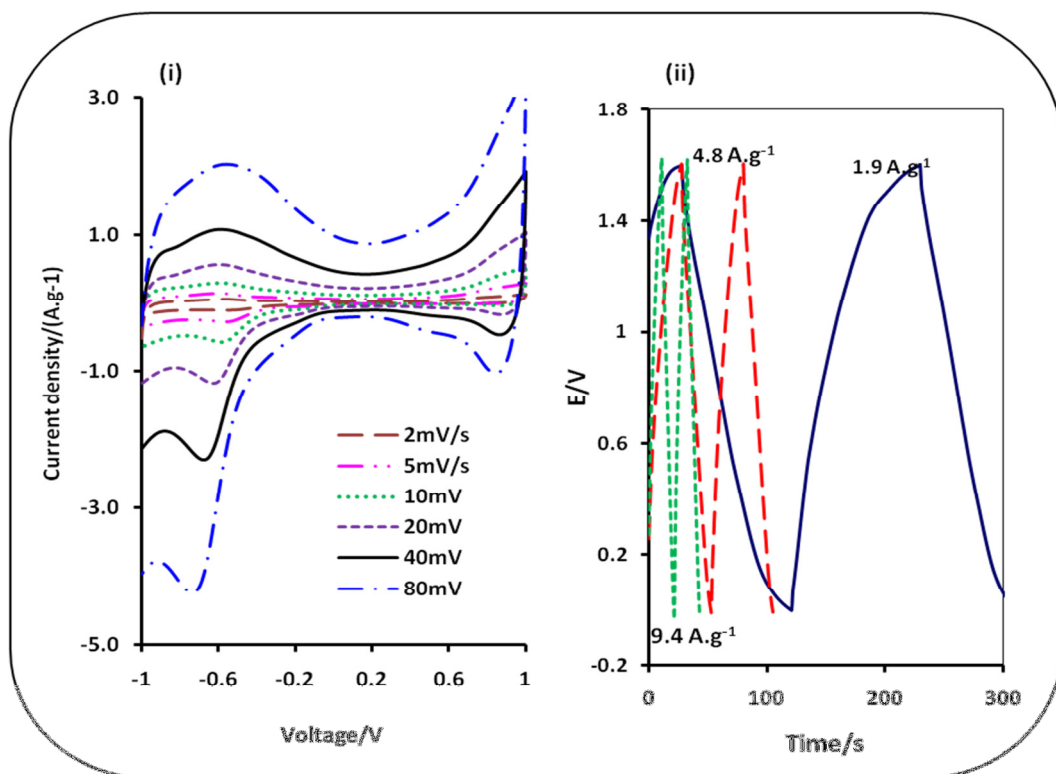 (i)
3.0
1.0
-1.0
-3.0
-5.0
Current density/(A.g-1)
-1 -0.6 -0.2 0.2 0.6 1
Voltage/V
2mV/s
5mV/s
10mV
20mV
40mV
80mV
(ii)
1.8
1.4
1
0.6
0.2
-0.2
E/V
4.8 A.g⁻¹
1.9 A.g⁻¹
9.4 A.g⁻¹
0 100 200 300
Time/s